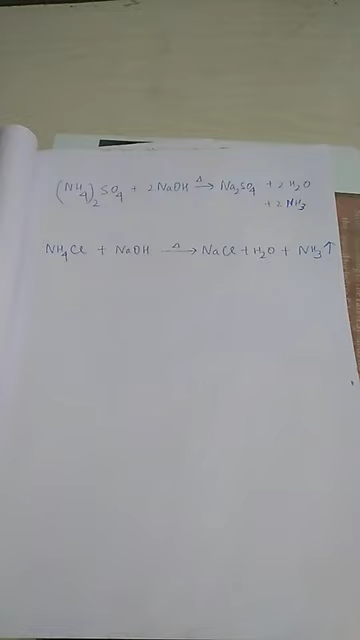 (NH₄)₂SO₄ + 2NaOH —Δ→ Na₂SO₄ + 2H₂O
+ 2NH₃
NH₄Cl + NaOH —Δ→ NaCl + H₂O + NH₃↑